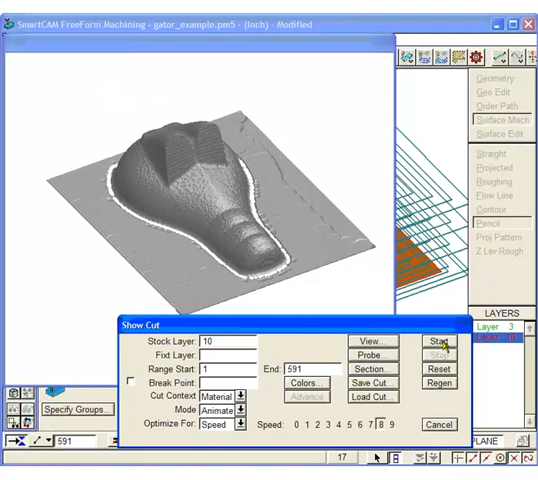 SmartCAM FreeForm Machining - gator_example.pm5 - (Inch) - Modified
Geometry
Geo Edit
Order Path
Surface Mach
Surface Edit
Straight
Projected
Roughing
Flow Line
Contour
Pencil
Proj Pattern
Z Lev Rough
LAYERS
Layer 3
Layer 10
Show Cut
Stock Layer: 10 View... Start
Fixt Layer: Probe...
Range Start: 1 End: 591 Section... Reset
Break Point: Colors... Save Cut... Regen
Cut Context Material Advance Load Cut...
Mode Animate
Optimize For: Speed Speed: 0 1 2 3 4 5 6 7 8 9 Cancel
Specify Groups...
591
PLANE
17